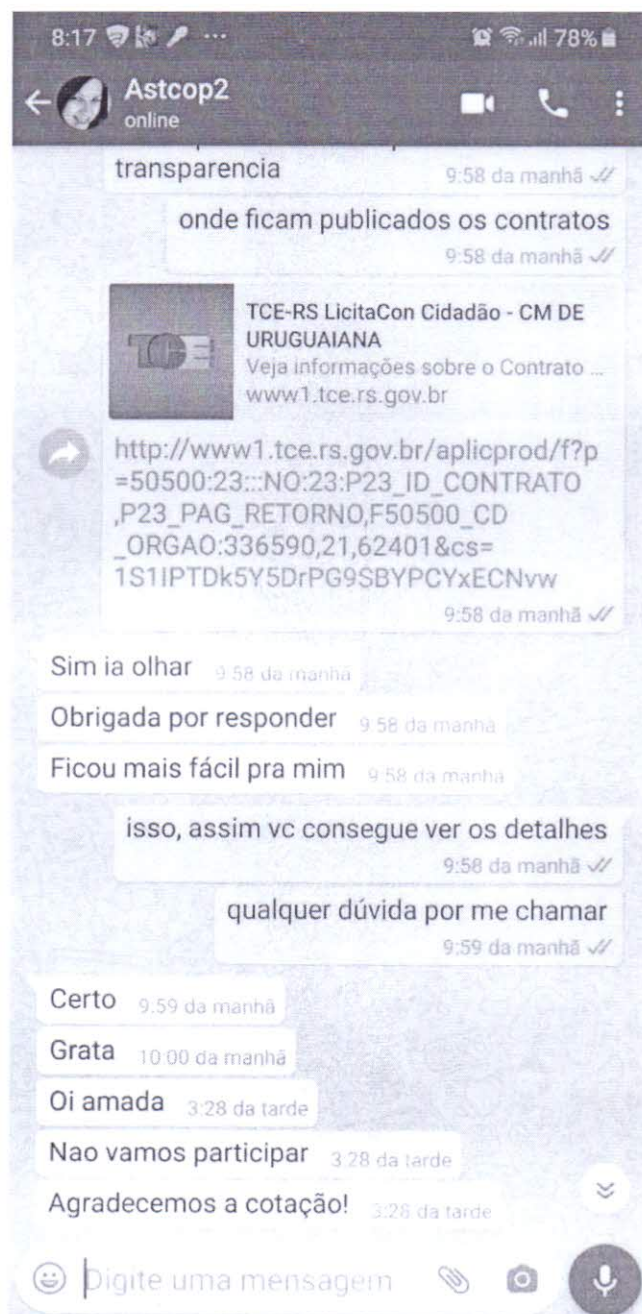 8:17 ... 78%
Astcop2
online
transparencia 9:58 da manhã
onde ficam publicados os contratos
9:58 da manhã
TCE-RS LicitaCon Cidadão - CM DE
URUGUAIANA
Veja informações sobre o Contrato ...
www1.tce.rs.gov.br
http://www1.tce.rs.gov.br/aplicprod/f?p
=50500:23:::NO:23:P23_ID_CONTRATO
,P23_PAG_RETORNO,F50500_CD
_ORGAO:336590,21,62401&cs=
1S1IPTDk5Y5DrPG9SBYPCYxECNvw
9:58 da manhã
Sim ia olhar 9:58 da manhã
Obrigada por responder 9:58 da manhã
Ficou mais fácil pra mim 9:58 da manhã
isso, assim vc consegue ver os detalhes
9:58 da manhã
qualquer dúvida por me chamar
9:59 da manhã
Certo 9:59 da manhã
Grata 10:00 da manhã
Oi amada 3:28 da tarde
Nao vamos participar 3:28 da tarde
Agradecemos a cotação! 3:28 da tarde
Digite uma mensagem